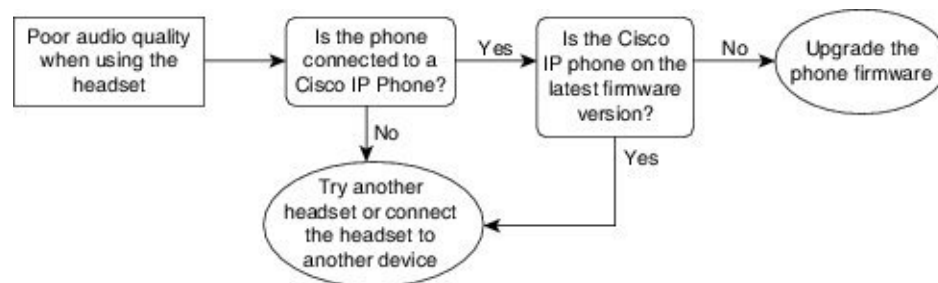 Poor audio quality
when using the
headset
Is the phone
connected to a
Cisco IP Phone?
Yes
Is the Cisco
IP phone on the
latest firmware
version?
No
Upgrade the
phone firmware
No
Yes
Try another
headset or connect
the headset to
another device